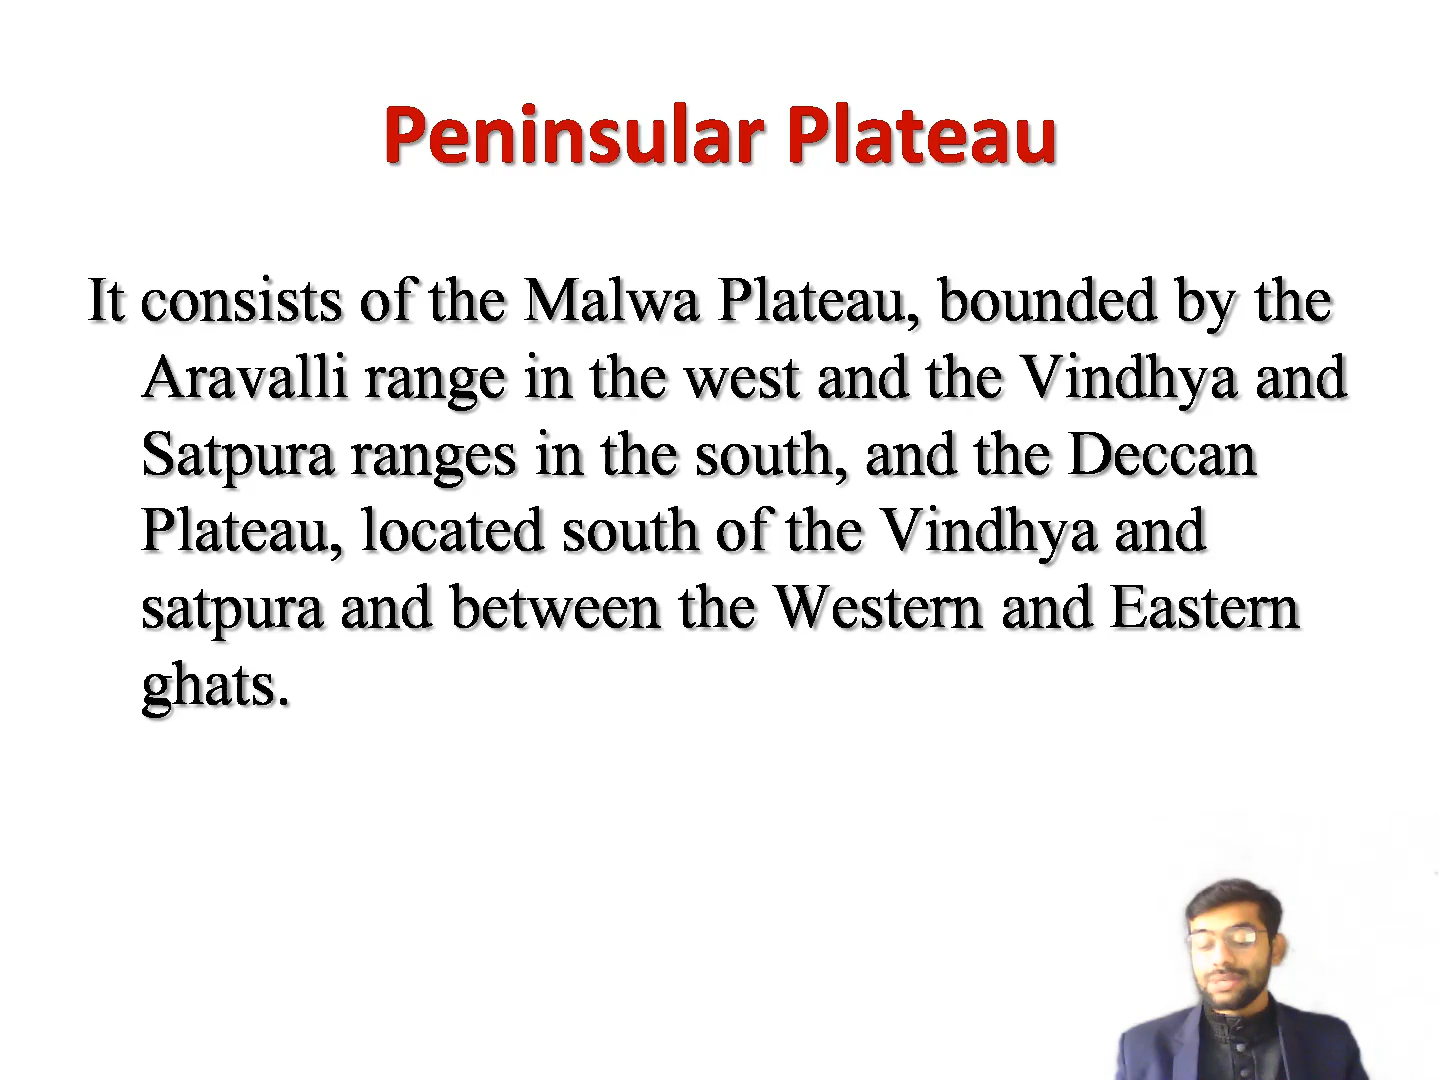 Peninsular Plateau
It consists of the Malwa Plateau, bounded by the
Aravalli range in the west and the Vindhya and
Satpura ranges in the south, and the Deccan
Plateau, located south of the Vindhya and
satpura and between the Western and Eastern
ghats.